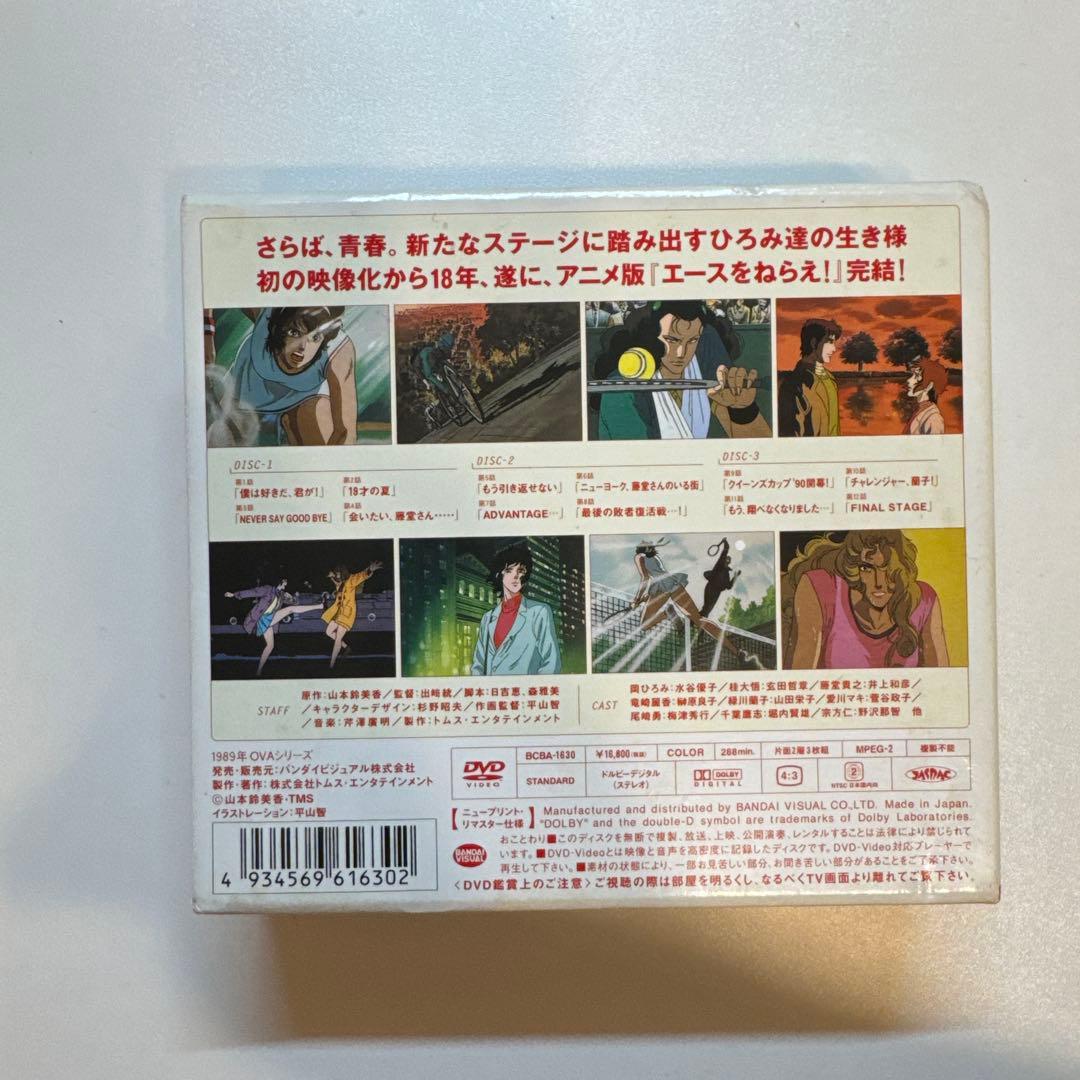 さらば、青春。新たなステージに踏み出すひろみ達の生き様
初の映像化から18年、遂に、アニメ版『エースをねらえ!』完結!
DISC-1
第1話
「僕は好きだ、君が!」
第2話
「18才の夏」
第3話
「NEVER SAY GOOD BYE」
第4話
「会いたい、藤堂さん……」
DISC-2
第5話
「もう引き返せない」
第6話
「ニューヨーク、藤堂さんのいる街」
第7話
「ADVANTAGE…」
第8話
「最後の敗者復活戦…!」
DISC-3
第9話
「クイーンズカップ'90開幕!」
第10話
「チャレンジャー、蘭子!」
第11話
「もう、翔べなくなりました…」
第12話
「FINAL STAGE」
STAFF
原作:山本鈴美香/監督:出﨑統/脚本:日吉恵、森雅美
/キャラクターデザイン:杉野昭夫/作画監督:平山智
/音楽:芹澤廣明/製作:トムス・エンタテインメント
CAST
岡ひろみ:水谷優子/桂大悟:玄田哲章/藤堂貴之:井上和彦/
竜崎麗香:榊原良子/緑川蘭子:山田栄子/愛川マキ:菅谷政子/
尾崎勇:梅津秀行/千葉鷹志:堀内賢雄/宗方仁:野沢那智 他
1989年 OVAシリーズ
発売・販売元:バンダイビジュアル株式会社
製作・著作:株式会社トムス・エンタテインメント
©山本鈴美香・TMS
イラストレーション:平山智
DVD
VIDEO
BCBA-1630
¥16,800(税抜)
COLOR
288min.
片面2層3枚組
MPEG-2
複製不能
STANDARD
ドルビーデジタル
(ステレオ)
DOLBY
DIGITAL
4:3
2
NTSC 日本国内向
JASRAC
【ニュープリント・
リマスター仕様】
Manufactured and distributed by BANDAI VISUAL CO.,LTD. Made in Japan.
"DOLBY" and the double-D symbol are trademarks of Dolby Laboratories.
BANDAI
VISUAL
おことわり■このディスクを無断で複製、放送、上映、公開演奏、レンタルすることは法律により禁じられて
います。■DVD-Videoとは映像と音声を高密度に記録したディスクです。DVD-Video対応プレーヤーで
再生して下さい。■素材の状態により、一部お見苦しい部分、お聞き苦しい部分があることをご了承下さい。
〈DVD鑑賞上のご注意〉ご視聴の際は部屋を明るくし、なるべくTV画面より離れてご覧下さい。
4 934569 616302